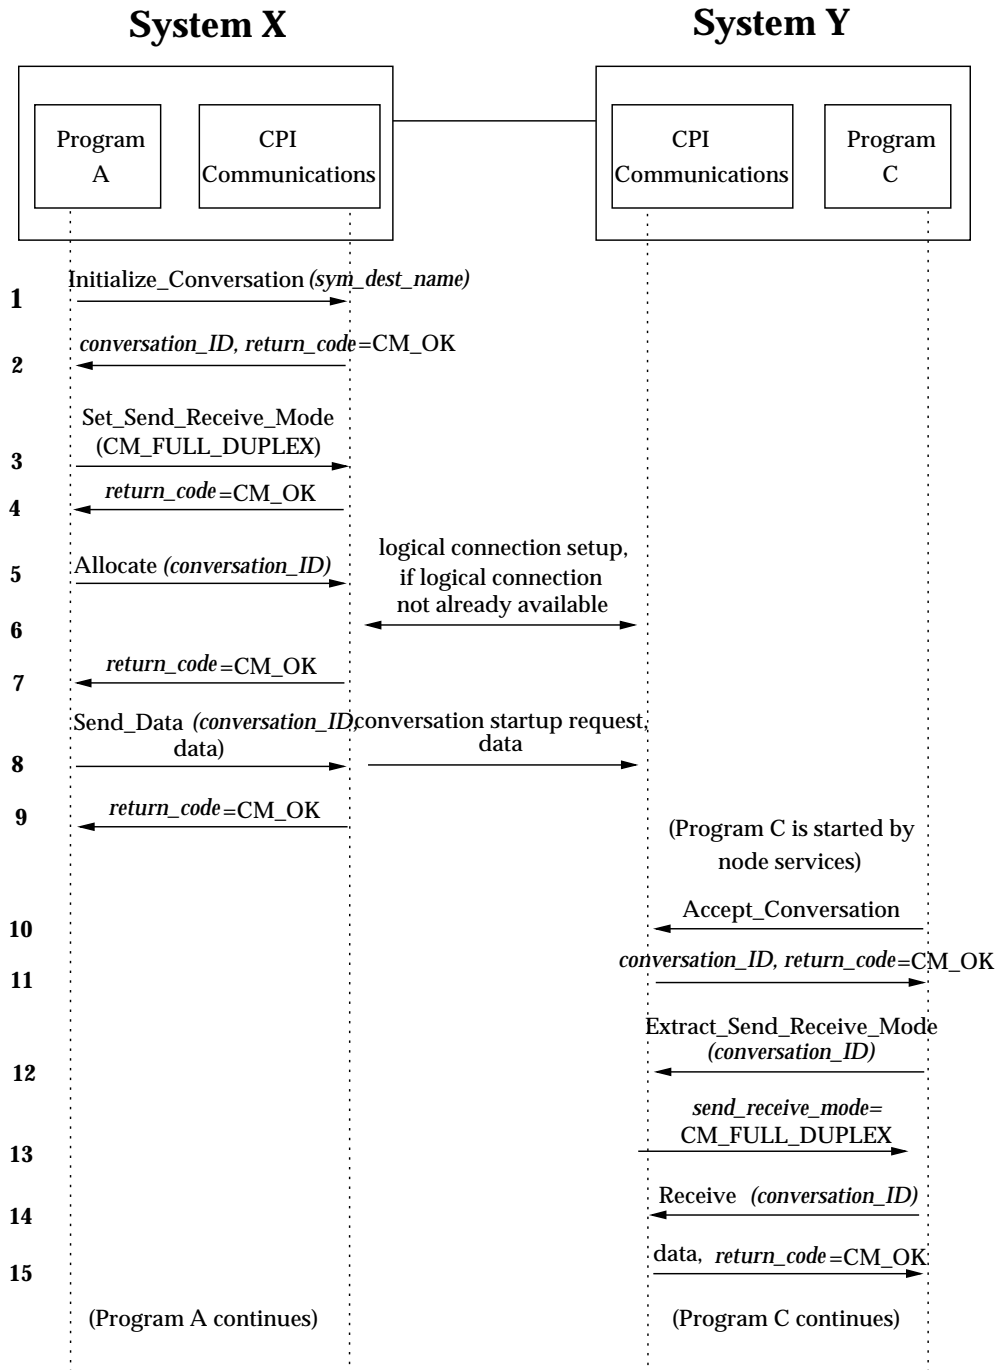 System X
System Y
Program
A
CPI
Communications
CPI
Communications
Program
C
Initialize_Conversation (sym_dest_name)
1
conversation_ID, return_code=CM_OK
2
Set_Send_Receive_Mode
(CM_FULL_DUPLEX)
3
return_code=CM_OK
4
logical connection setup,
if logical connection
not already available
5
Allocate (conversation_ID)
6
return_code=CM_OK
7
Send_Data (conversation_ID,
data)
conversation startup request,
data
8
return_code=CM_OK
9
(Program C is started by
node services)
Accept_Conversation
10
conversation_ID, return_code=CM_OK
11
Extract_Send_Receive_Mode
(conversation_ID)
12
send_receive_mode=
CM_FULL_DUPLEX
13
Receive (conversation_ID)
14
data, return_code=CM_OK
15
(Program A continues)
(Program C continues)